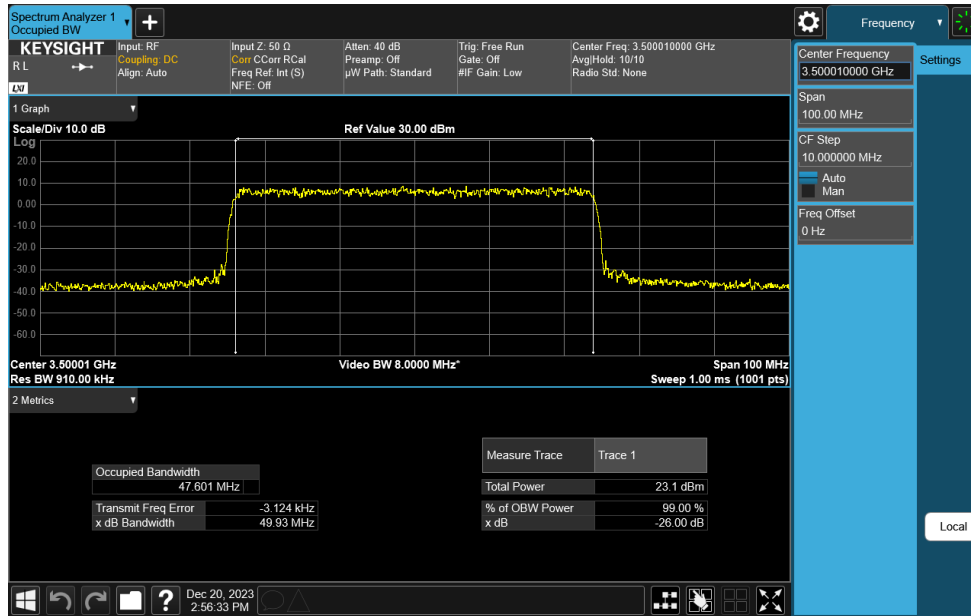 Spectrum Analyzer 1
Occupied BW
+
Frequency
KEYSIGHT
R L
LXI
Input: RF
Coupling: DC
Align: Auto
Input Z: 50 Ω
Corr CCorr RCal
Freq Ref: Int (S)
NFE: Off
Atten: 40 dB
Preamp: Off
µW Path: Standard
Trig: Free Run
Gate: Off
#IF Gain: Low
Center Freq: 3.500010000 GHz
Avg|Hold: 10/10
Radio Std: None
Center Frequency
3.500010000 GHz
Settings
Span
100.00 MHz
CF Step
10.000000 MHz
Auto
Man
Freq Offset
0 Hz
Local
1 Graph
Scale/Div 10.0 dB
Ref Value 30.00 dBm
Log
20.0
10.0
0.00
-10.0
-20.0
-30.0
-40.0
-50.0
-60.0
Center 3.50001 GHz
Video BW 8.0000 MHz*
Span 100 MHz
Res BW 910.00 kHz
Sweep 1.00 ms (1001 pts)
2 Metrics
Occupied Bandwidth
47.601 MHz
Transmit Freq Error -3.124 kHz
x dB Bandwidth 49.93 MHz
Measure Trace Trace 1
Total Power 23.1 dBm
% of OBW Power 99.00 %
x dB -26.00 dB
?
Dec 20, 2023
2:56:33 PM